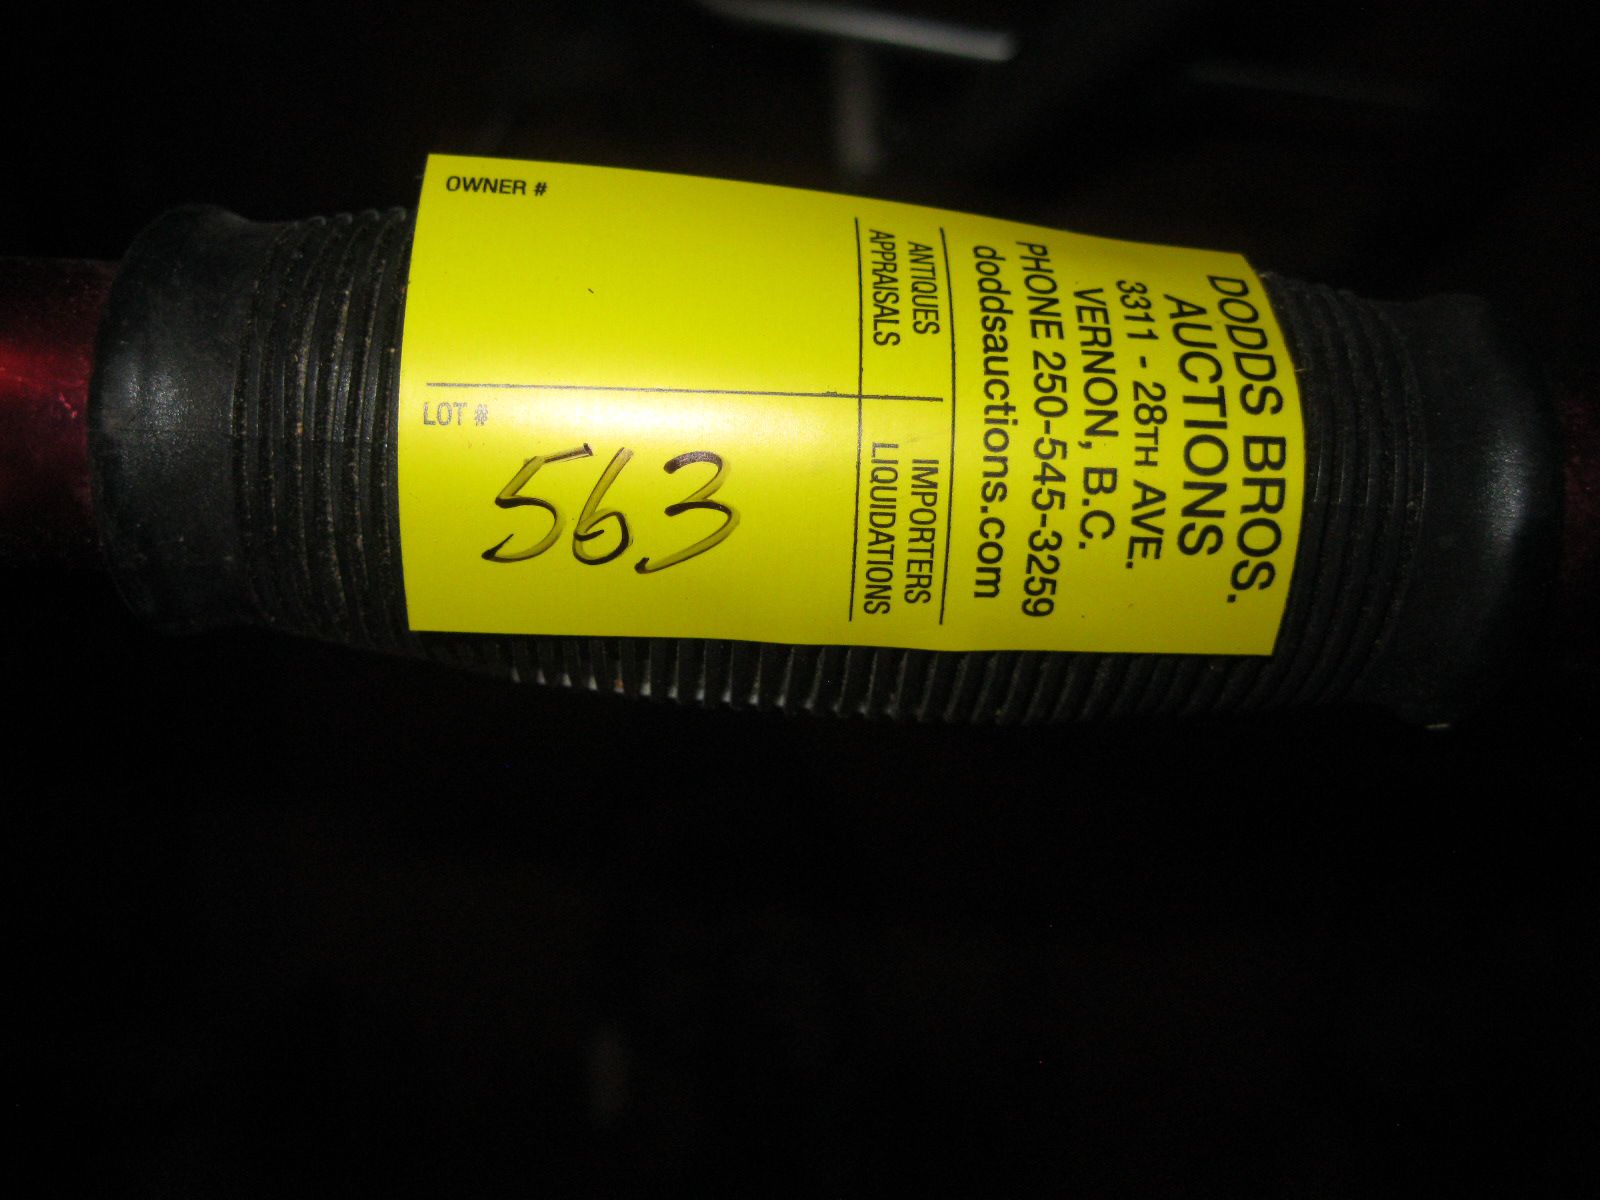 DODDS BROS.
AUCTIONS
3311 - 28TH AVE.
VERNON, B.C.
PHONE 250-545-3259
doddsauctions.com
ANTIQUES
APPRAISALS
IMPORTERS
LIQUIDATIONS
OWNER #
LOT #
563